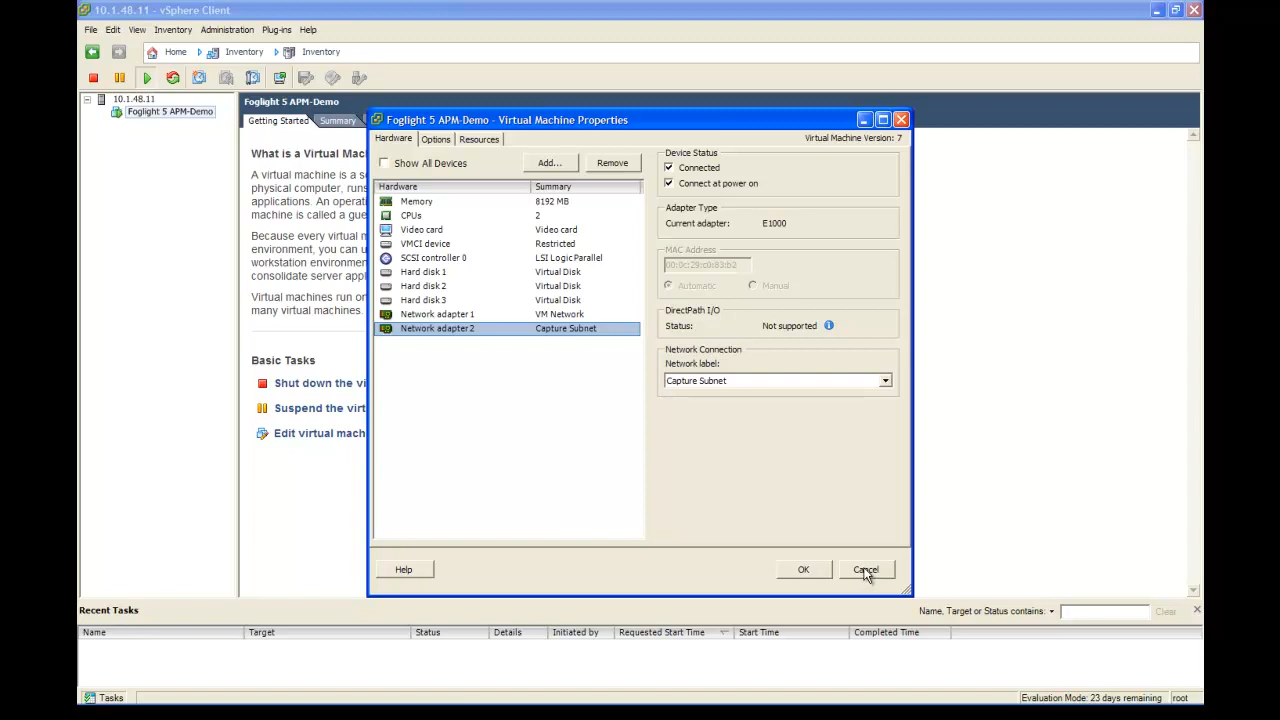 10.1.48.11 - vSphere Client
File Edit View Inventory Administration Plug-ins Help
Home Inventory Inventory
10.1.48.11
Foglight 5 APM-Demo
Foglight 5 APM-Demo
Getting Started Summary
What is a Virtual Mac
A virtual machine is a s
physical computer, runs
applications. An operati
machine is called a gue
Because every virtual m
environment, you can u
workstation environmen
consolidate server appl
Virtual machines run on
many virtual machines.
Basic Tasks
Shut down the vi
Suspend the virt
Edit virtual mach
Foglight 5 APM-Demo - Virtual Machine Properties
Hardware Options Resources
Virtual Machine Version: 7
Show All Devices Add... Remove
Hardware Summary
Memory 8192 MB
CPUs 2
Video card Video card
VMCI device Restricted
SCSI controller 0 LSI Logic Parallel
Hard disk 1 Virtual Disk
Hard disk 2 Virtual Disk
Hard disk 3 Virtual Disk
Network adapter 1 VM Network
Network adapter 2 Capture Subnet
Device Status
Connected
Connect at power on
Adapter Type
Current adapter: E1000
MAC Address
00:0c:29:c0:83:b2
Automatic Manual
DirectPath I/O
Status: Not supported
Network Connection
Network label:
Capture Subnet
Help OK Cancel
Recent Tasks
Name, Target or Status contains: Clear
Name Target Status Details Initiated by Requested Start Time Start Time Completed Time
Tasks
Evaluation Mode: 23 days remaining root